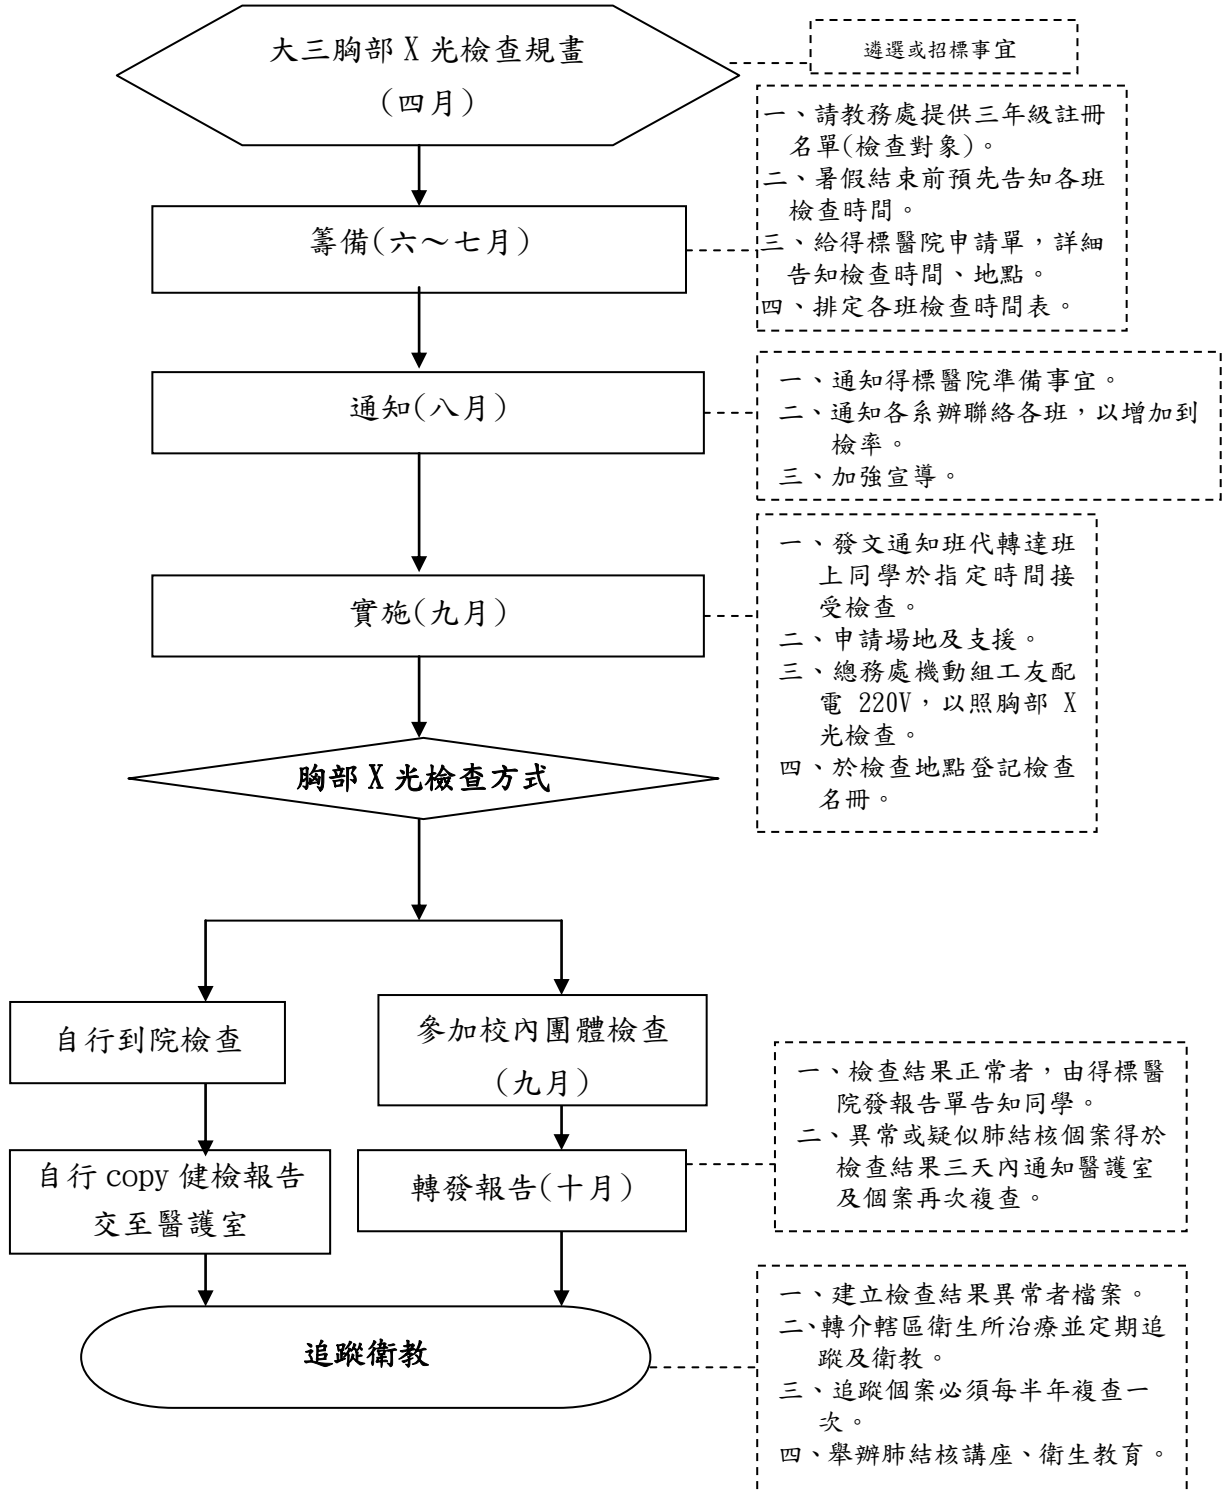 大三胸部 X 光檢查規畫
(四月)
遴選或招標事宜
一、請教務處提供三年級註冊
名單(檢查對象)。
二、暑假結束前預先告知各班
檢查時間。
三、給得標醫院申請單，詳細
告知檢查時間、地點。
四、排定各班檢查時間表。
籌備(六～七月)
通知(八月)
一、通知得標醫院準備事宜。
二、通知各系辦聯絡各班，以增加到
檢率。
三、加強宣導。
實施(九月)
一、發文通知班代轉達班
上同學於指定時間接
受檢查。
二、申請場地及支援。
三、總務處機動組工友配
電 220V，以照胸部 X
光檢查。
四、於檢查地點登記檢查
名冊。
胸部 X 光檢查方式
自行到院檢查
參加校內團體檢查
(九月)
自行 copy 健檢報告
交至醫護室
轉發報告(十月)
一、檢查結果正常者，由得標醫
院發報告單告知同學。
二、異常或疑似肺結核個案得於
檢查結果三天內通知醫護室
及個案再次複查。
追蹤衛教
一、建立檢查結果異常者檔案。
二、轉介轄區衛生所治療並定期追
蹤及衛教。
三、追蹤個案必須每半年複查一
次。
四、舉辦肺結核講座、衛生教育。